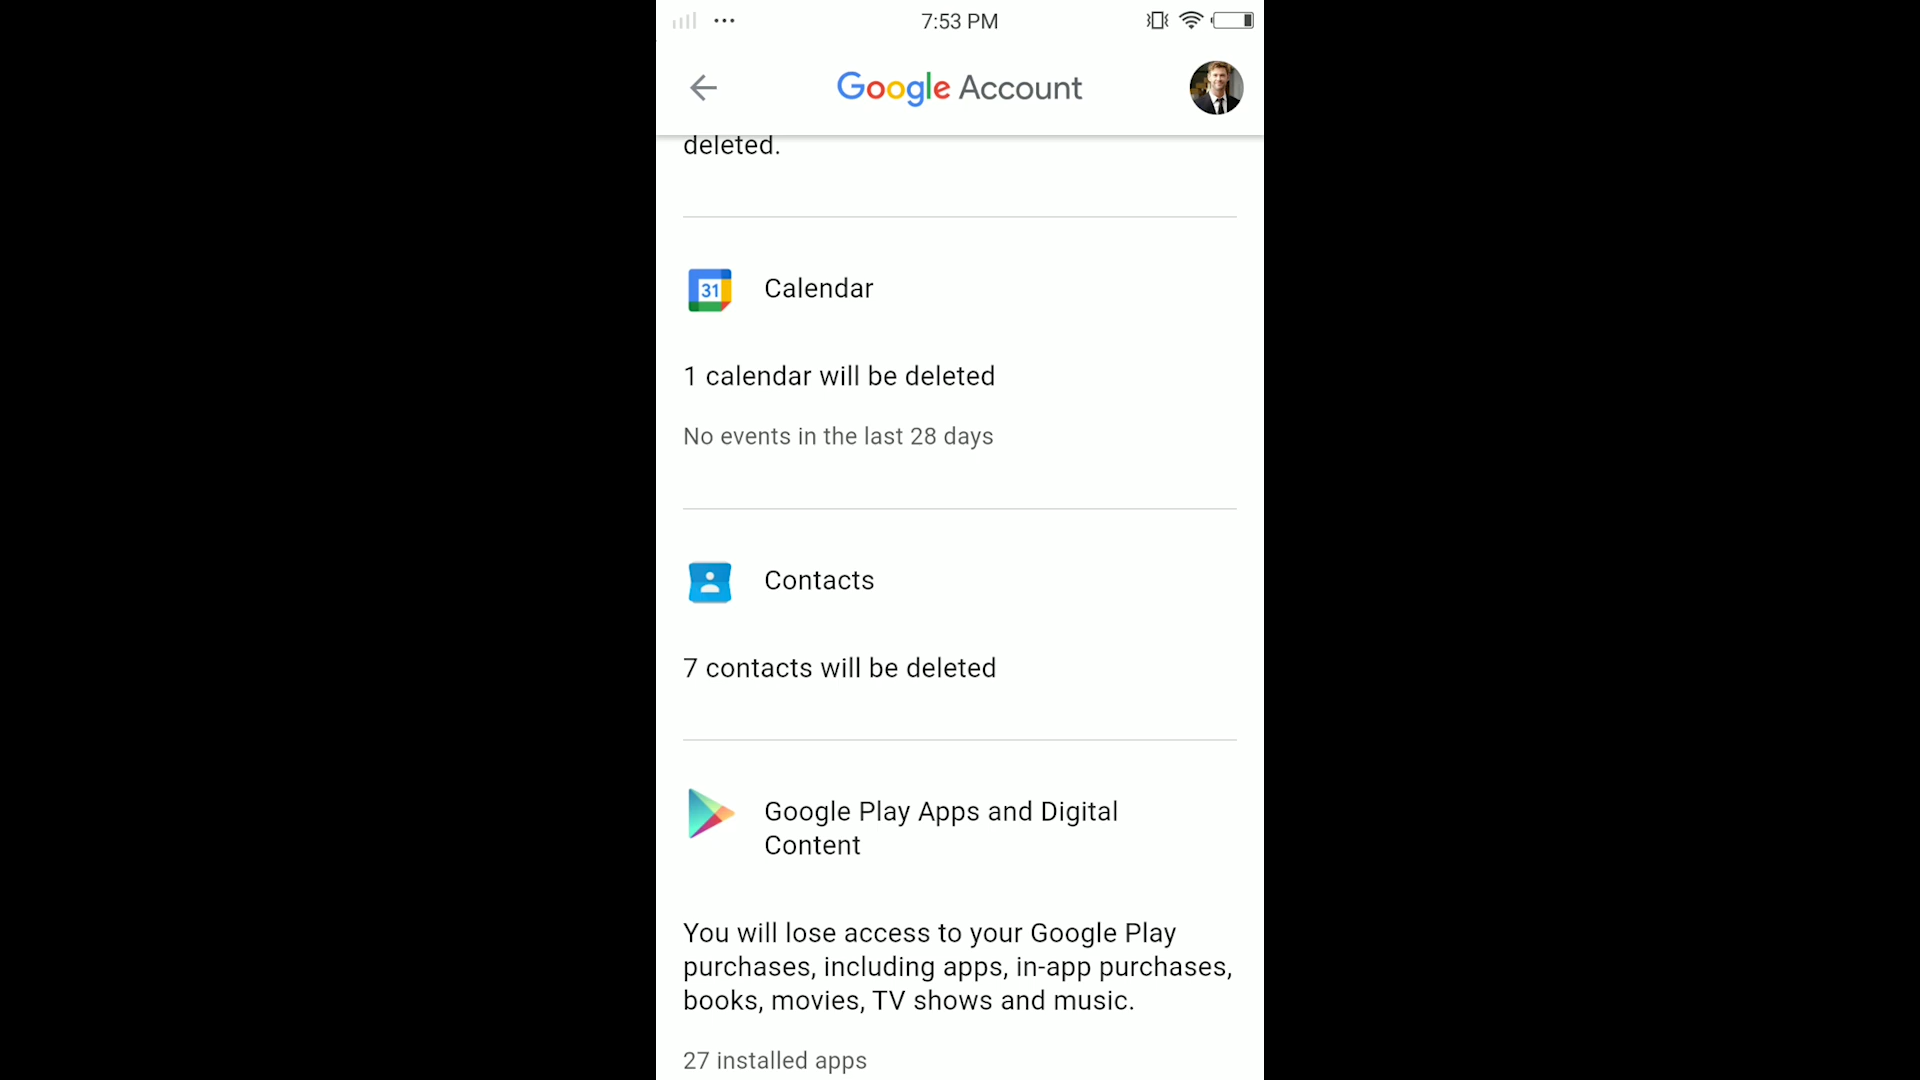 7:53 PM
Google Account
deleted.
31
Calendar
1 calendar will be deleted
No events in the last 28 days
Contacts
7 contacts will be deleted
Google Play Apps and Digital
Content
You will lose access to your Google Play
purchases, including apps, in-app purchases,
books, movies, TV shows and music.
27 installed apps